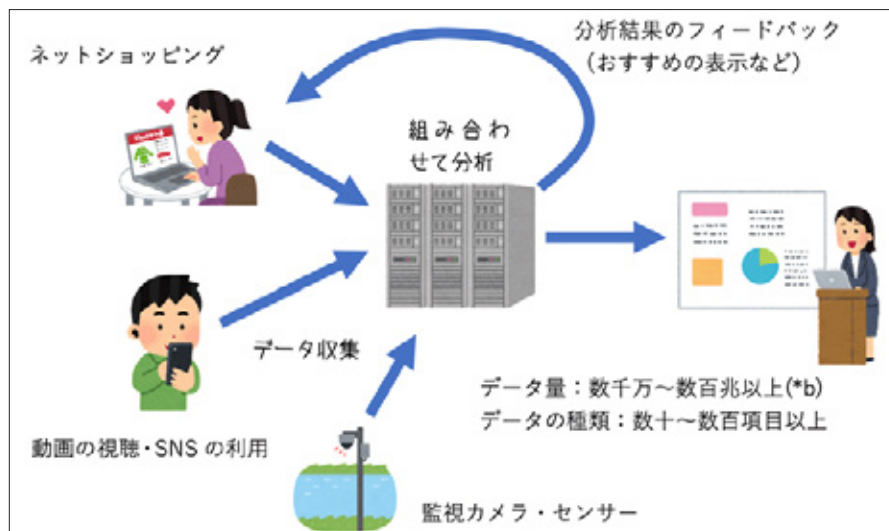 ネットショッピング
分析結果のフィードバック
(おすすめの表示など)
組み合わ
せて分析
データ収集
動画の視聴・SNS の利用
監視カメラ・センサー
データ量：数千万～数百兆以上(*b)
データの種類：数十～数百項目以上